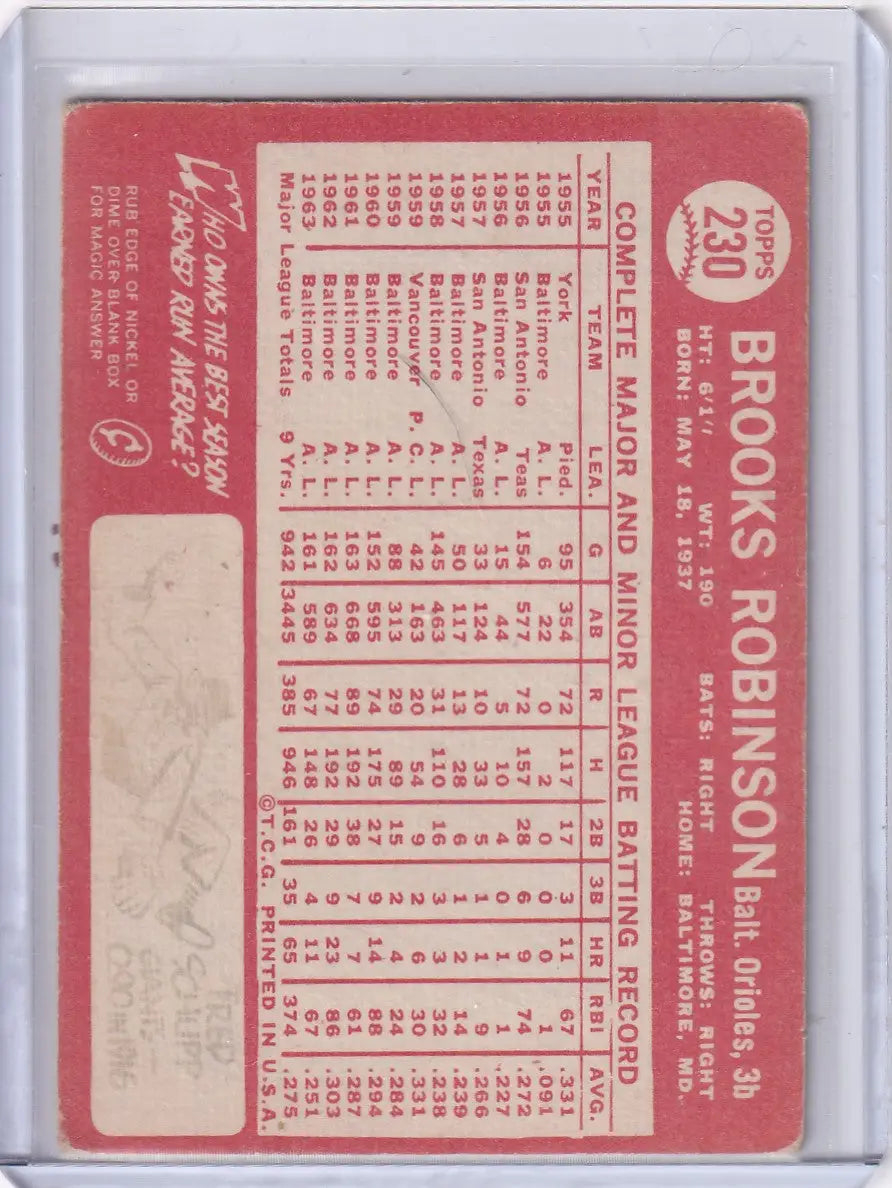 TOPPS
230
BROOKS ROBINSON Balt. Orioles, 3b
HT: 6'1" WT: 190 BATS: RIGHT THROWS: RIGHT
BORN: MAY 18, 1937 HOME: BALTIMORE, MD.
COMPLETE MAJOR AND MINOR LEAGUE BATTING RECORD
YEAR TEAM LEA. G AB R H 2B 3B HR RBI AVG.
1955 York Pied. 95 354 72 117 17 3 11 67 .331
1955 Baltimore A. L. 6 22 0 2 0 0 0 1 .091
1956 San Antonio Teas 154 577 72 157 28 6 9 74 .272
1956 Baltimore A. L. 15 44 5 10 4 0 1 1 .227
1957 San Antonio Texas 33 124 10 33 5 1 1 9 .266
1957 Baltimore A. L. 50 117 13 28 6 1 2 14 .239
1958 Baltimore A. L. 145 463 31 110 16 3 3 32 .238
1959 Vancouver P. C. L. 42 163 20 54 9 2 6 30 .331
1959 Baltimore A. L. 88 313 29 89 15 2 4 24 .284
1960 Baltimore A. L. 152 595 74 175 27 9 14 88 .294
1961 Baltimore A. L. 163 668 89 192 38 7 7 61 .287
1962 Baltimore A. L. 162 634 77 192 29 9 23 86 .303
1963 Baltimore A. L. 161 589 67 148 26 4 11 67 .251
Major League Totals 9 Yrs. 942 3445 385 946 161 35 65 374 .275
©T.C.G. PRINTED IN U.S.A.
WHO OWNS THE BEST SEASON
EARNED RUN AVERAGE?
RUB EDGE OF NICKEL OR
DIME OVER BLANK BOX
FOR MAGIC ANSWER
FRED
SCHUPP
GIANTS—
IN 1916